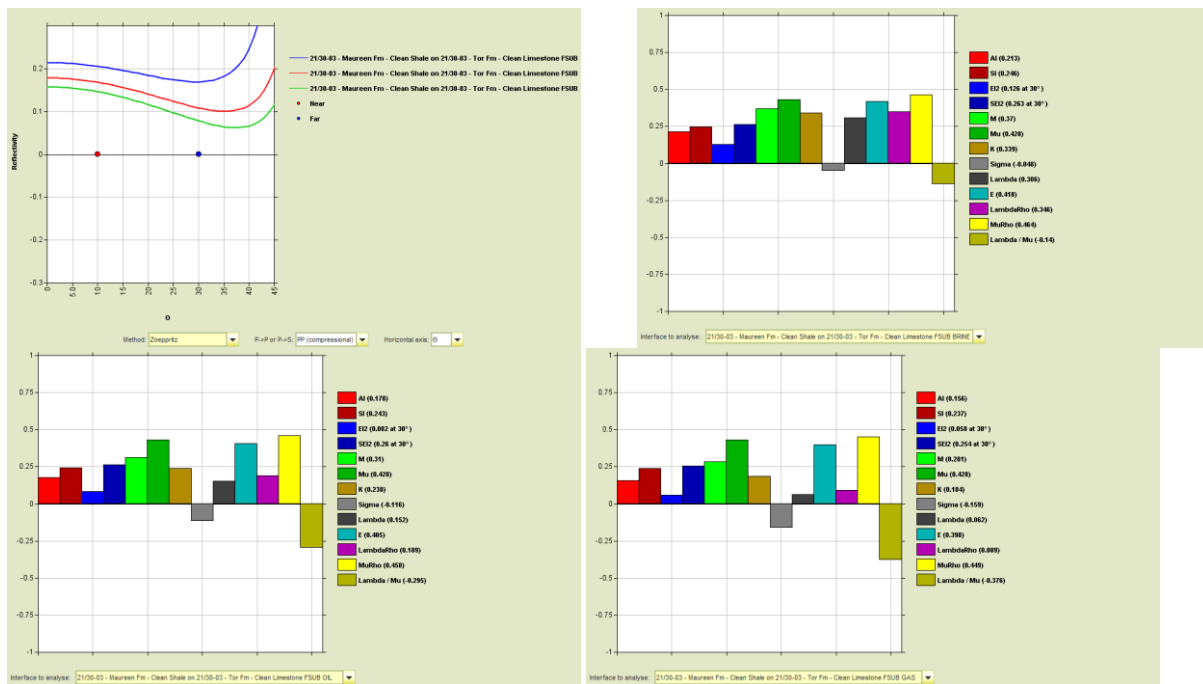 0.2
0.1
0
-0.1
-0.2
-0.3
Reflectivity
0
5.0
10
15
20
25
30
35
40
45
θ
21/30-03 - Maureen Fm - Clean Shale on 21/30-03 - Tor Fm - Clean Limestone FSUB
21/30-03 - Maureen Fm - Clean Shale on 21/30-03 - Tor Fm - Clean Limestone FSUB
21/30-03 - Maureen Fm - Clean Shale on 21/30-03 - Tor Fm - Clean Limestone FSUB
Near
Far
Method: Zoeppritz P->P or P->S: PP (compressional) Horizontal axis: θ
1
0.75
0.5
0.25
0
-0.25
-0.5
-0.75
-1
AI (0.213)
SI (0.246)
EI2 (0.126 at 30°)
SEI2 (0.263 at 30°)
M (0.37)
Mu (0.428)
K (0.339)
Sigma (-0.048)
Lambda (0.306)
E (0.418)
LambdaRho (0.346)
MuRho (0.464)
Lambda / Mu (-0.14)
Interface to analyse: 21/30-03 - Maureen Fm - Clean Shale on 21/30-03 - Tor Fm - Clean Limestone FSUB BRINE
1
0.75
0.5
0.25
0
-0.25
-0.5
-0.75
-1
AI (0.178)
SI (0.243)
EI2 (0.082 at 30°)
SEI2 (0.26 at 30°)
M (0.31)
Mu (0.428)
K (0.238)
Sigma (-0.116)
Lambda (0.152)
E (0.405)
LambdaRho (0.189)
MuRho (0.458)
Lambda / Mu (-0.295)
Interface to analyse: 21/30-03 - Maureen Fm - Clean Shale on 21/30-03 - Tor Fm - Clean Limestone FSUB OIL
1
0.75
0.5
0.25
0
-0.25
-0.5
-0.75
-1
AI (0.156)
SI (0.237)
EI2 (0.058 at 30°)
SEI2 (0.254 at 30°)
M (0.281)
Mu (0.428)
K (0.184)
Sigma (-0.159)
Lambda (0.062)
E (0.398)
LambdaRho (0.089)
MuRho (0.449)
Lambda / Mu (-0.376)
Interface to analyse: 21/30-03 - Maureen Fm - Clean Shale on 21/30-03 - Tor Fm - Clean Limestone FSUB GAS